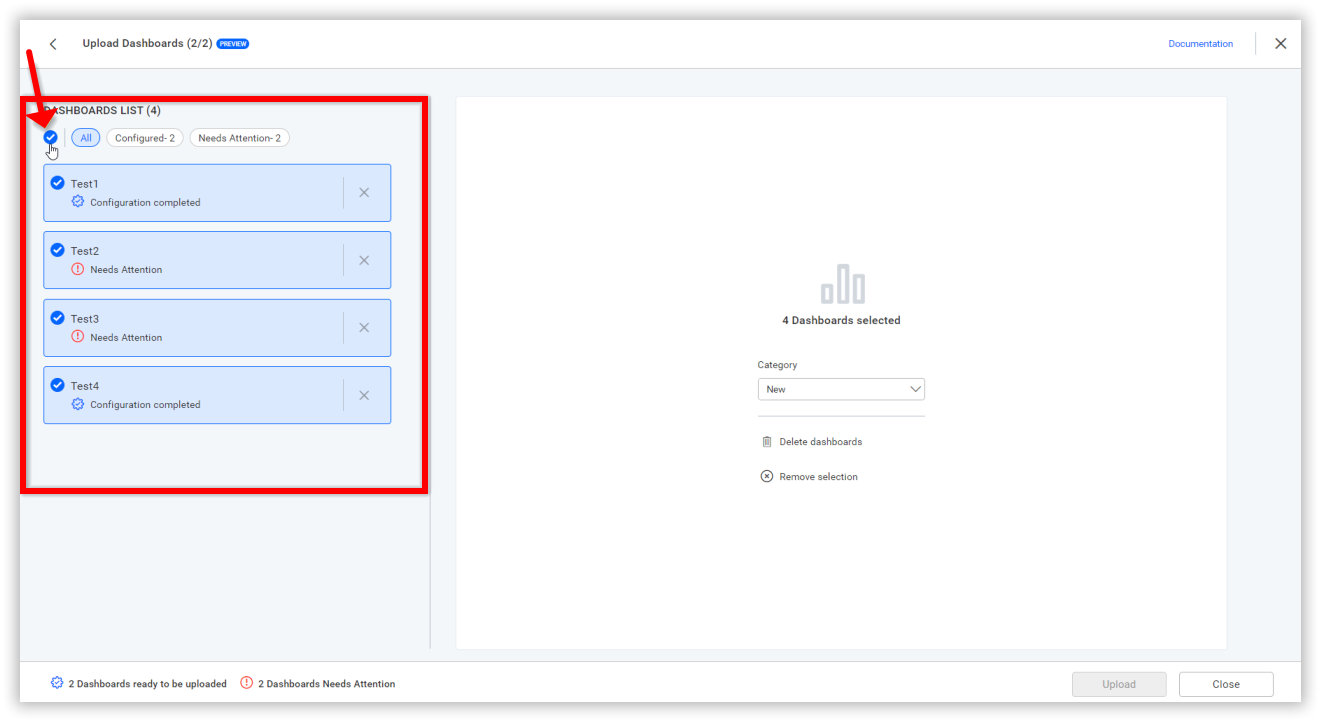 Upload Dashboards (2/2) PREVIEW
Documentation
DASHBOARDS LIST (4)
All Configured- 2 Needs Attention- 2
Test1
Configuration completed
Test2
Needs Attention
Test3
Needs Attention
Test4
Configuration completed
4 Dashboards selected
Category
New
Delete dashboards
Remove selection
2 Dashboards ready to be uploaded 2 Dashboards Needs Attention
Upload Close